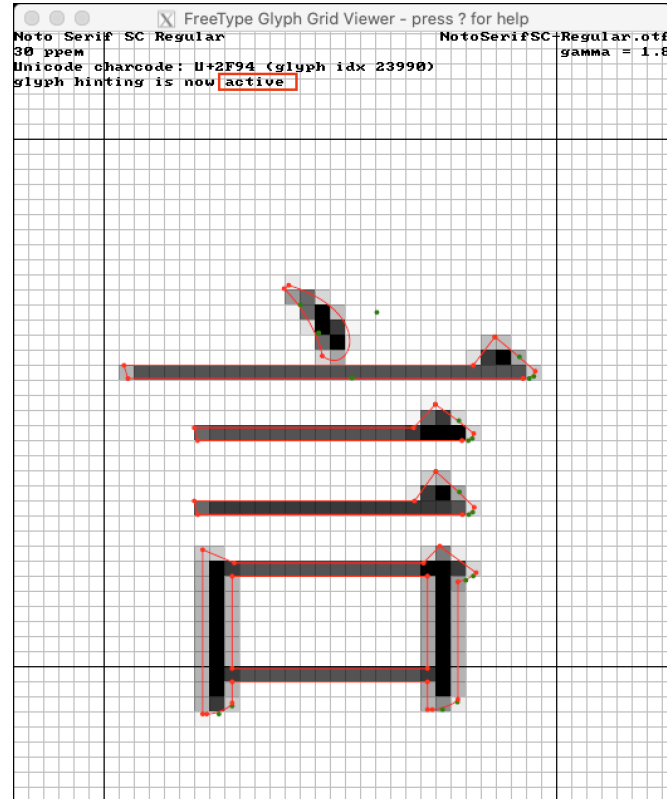 FreeType Glyph Grid Viewer - press ? for help
Noto Serif SC Regular NotoSerifSC-Regular.otf
30 ppem gamma = 1.8
Unicode charcode: U+2F94 (glyph idx 23990)
glyph hinting is now active
言